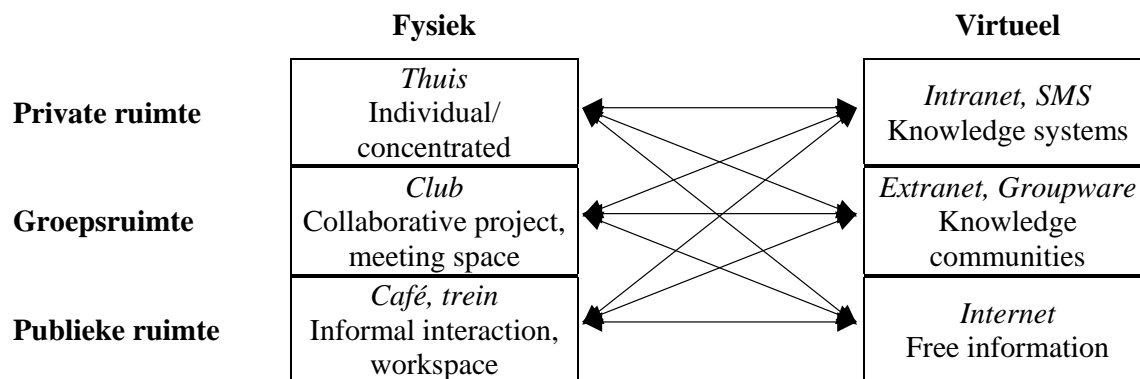 Fysiek
Virtueel
Private ruimte
Thuis
Individual/
concentrated
Intranet, SMS
Knowledge systems
Groepsruimte
Club
Collaborative project,
meeting space
Extranet, Groupware
Knowledge
communities
Publieke ruimte
Café, trein
Informal interaction,
workspace
Internet
Free information